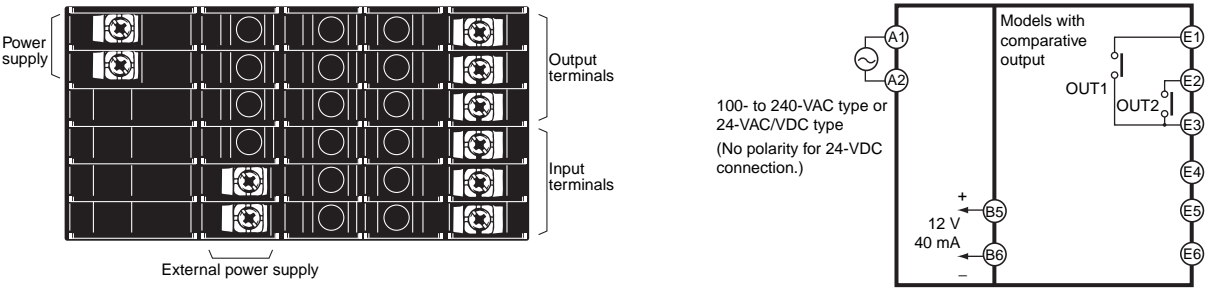 Power
supply
Output
terminals
Input
terminals
External power supply
A1
A2
100- to 240-VAC type or
24-VAC/VDC type
(No polarity for 24-VDC
connection.)
Models with
comparative
output
OUT1
OUT2
E1
E2
E3
E4
E5
E6
+
12 V
40 mA
−
B5
B6